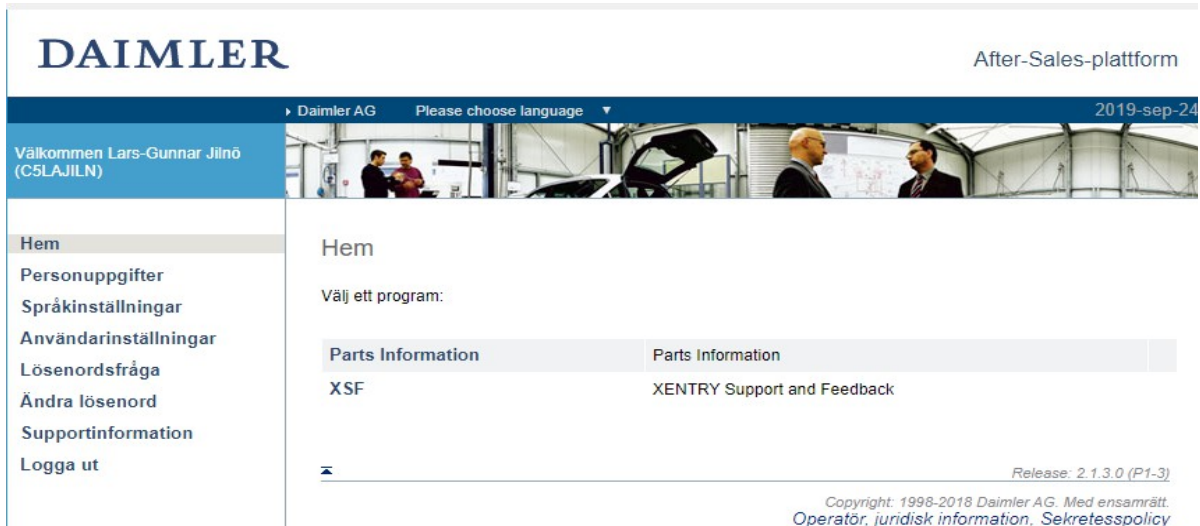 DAIMLER
After-Sales-plattform
Daimler AG Please choose language
2019-sep-24
Välkommen Lars-Gunnar Jilnö
(C5LAJILN)
Hem
Personuppgifter
Språkinställningar
Användarinställningar
Lösenordsfråga
Ändra lösenord
Supportinformation
Logga ut
Hem
Välj ett program:
Parts Information Parts Information
XSF XENTRY Support and Feedback
Release: 2.1.3.0 (P1-3)
Copyright: 1998-2018 Daimler AG. Med ensamrätt.
Operatör, juridisk information, Sekretesspolicy